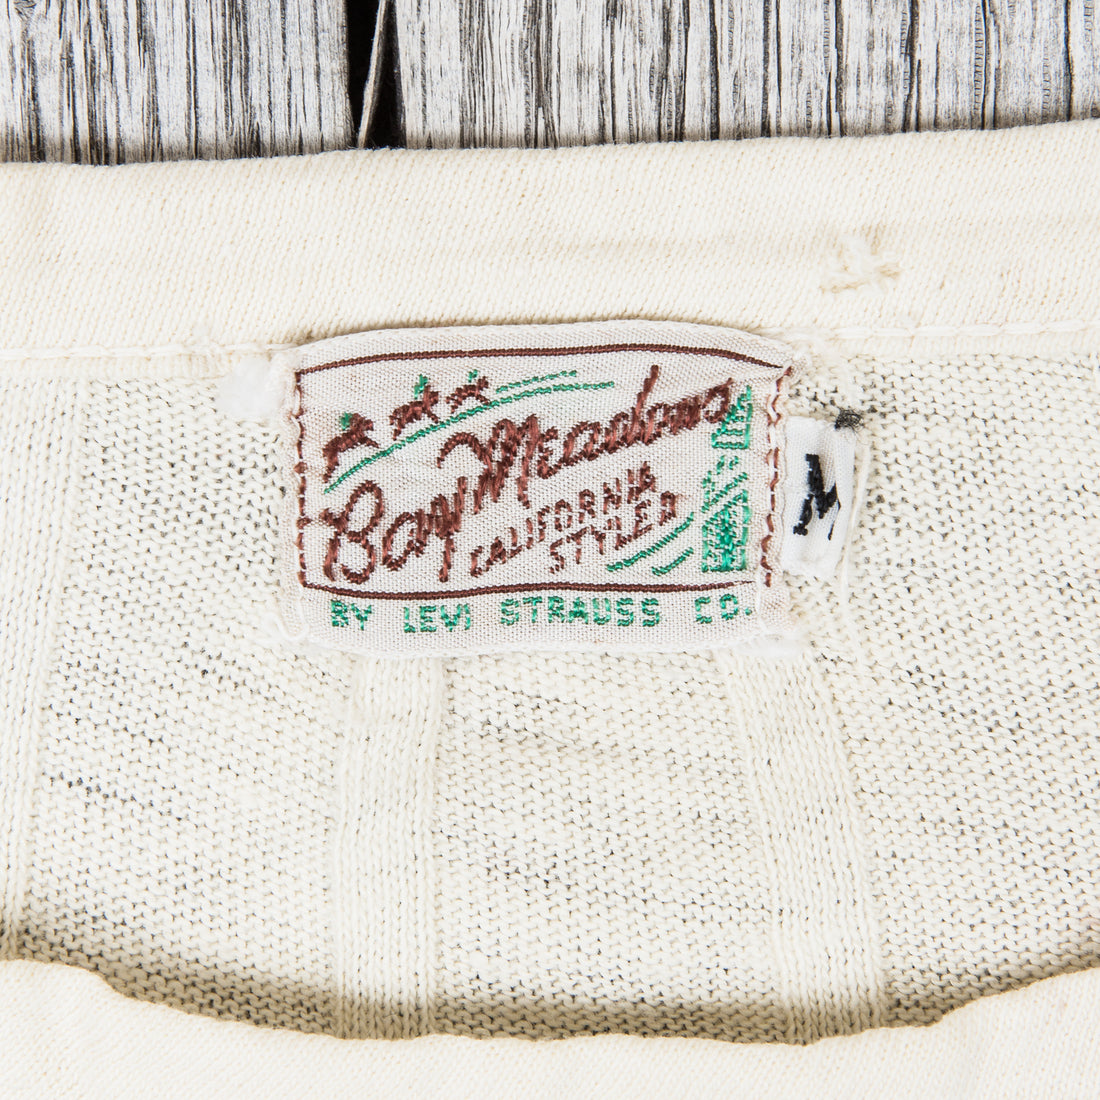 Bay Meadows
CALIFORNIA
STYLED
BY LEVI STRAUSS CO.
M